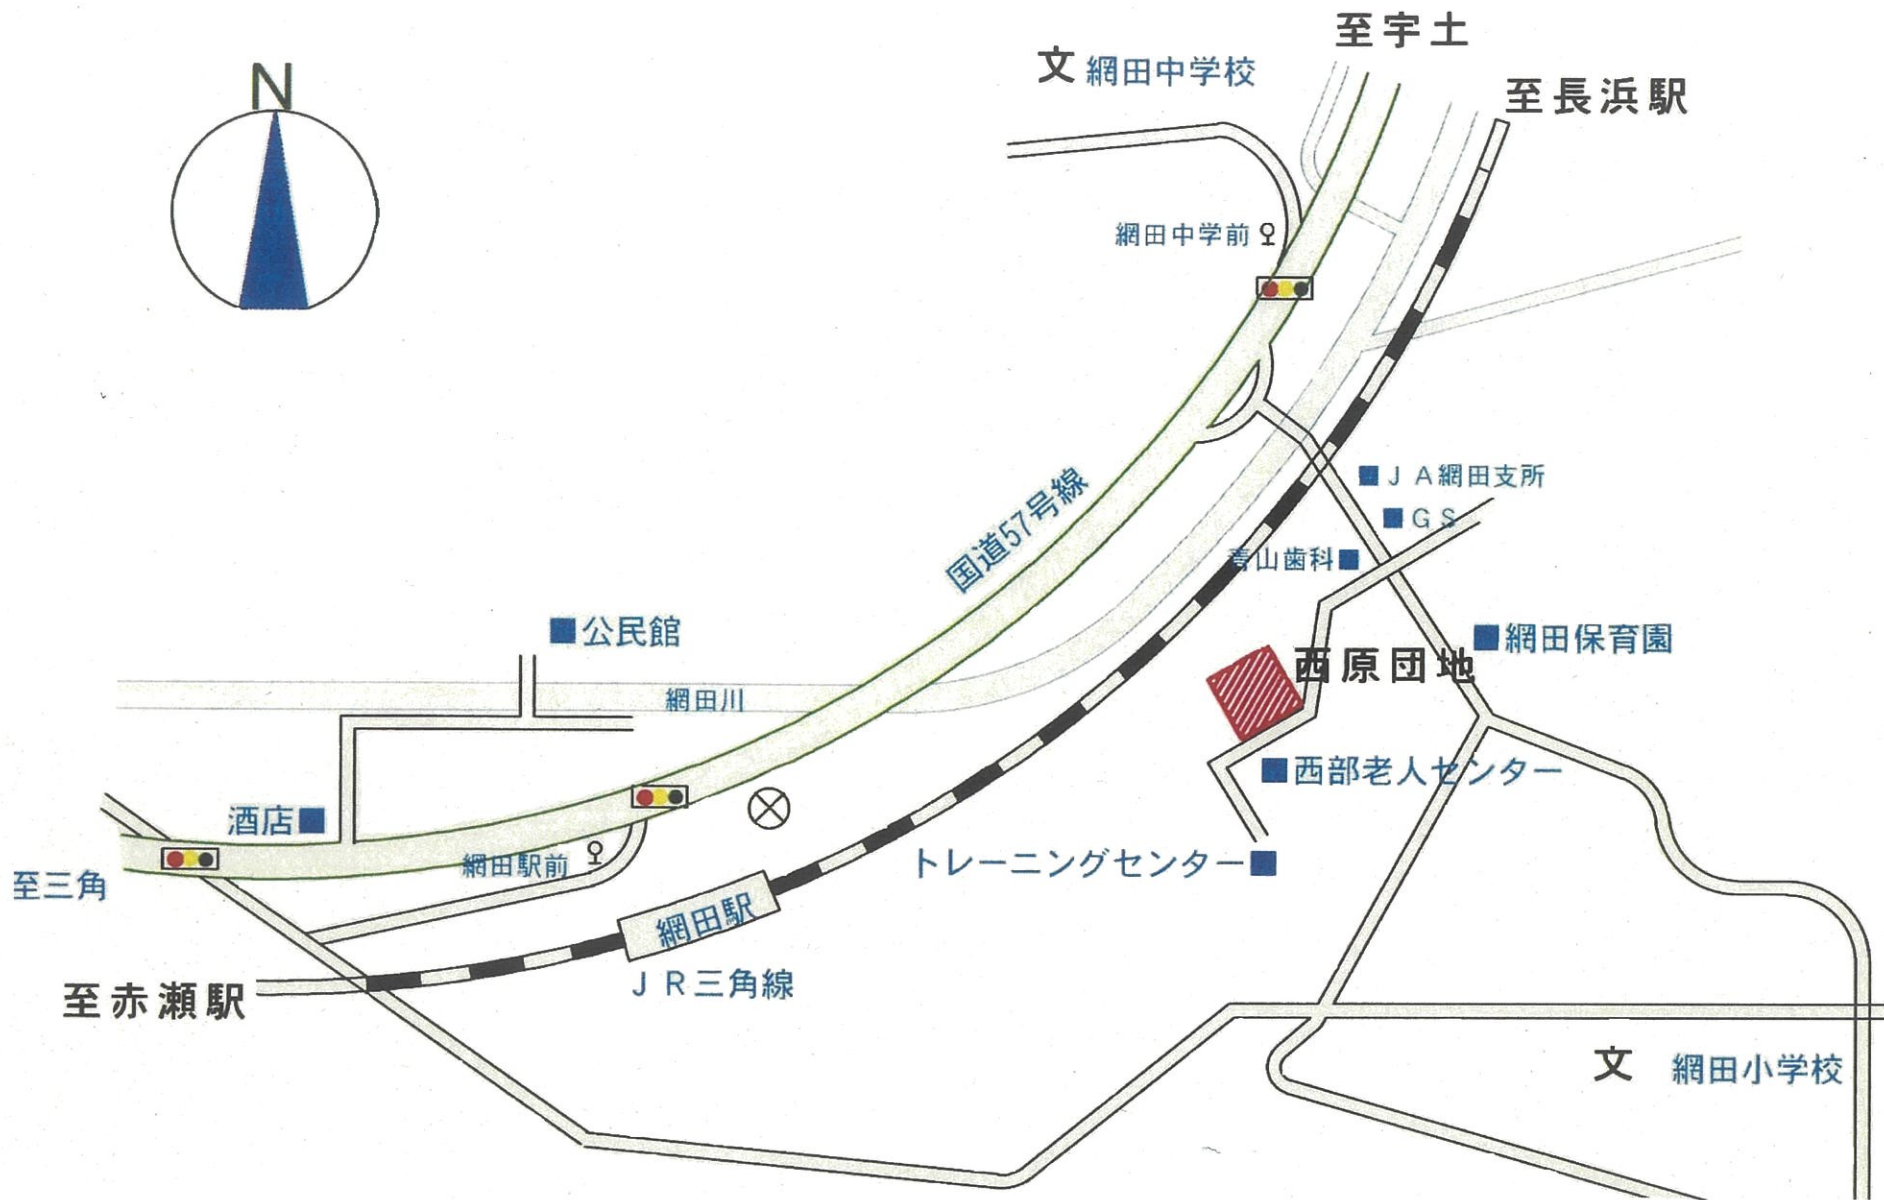 至宇土
文 網田中学校
至長浜駅
N
網田中学前
■JA網田支所
■GS
国道57号線
青山歯科■
■公民館
■網田保育園
西原団地
網田川
■西部老人センター
酒店■
網田駅前
トレーニングセンター■
至三角
網田駅
JR三角線
至赤瀬駅
文 網田小学校